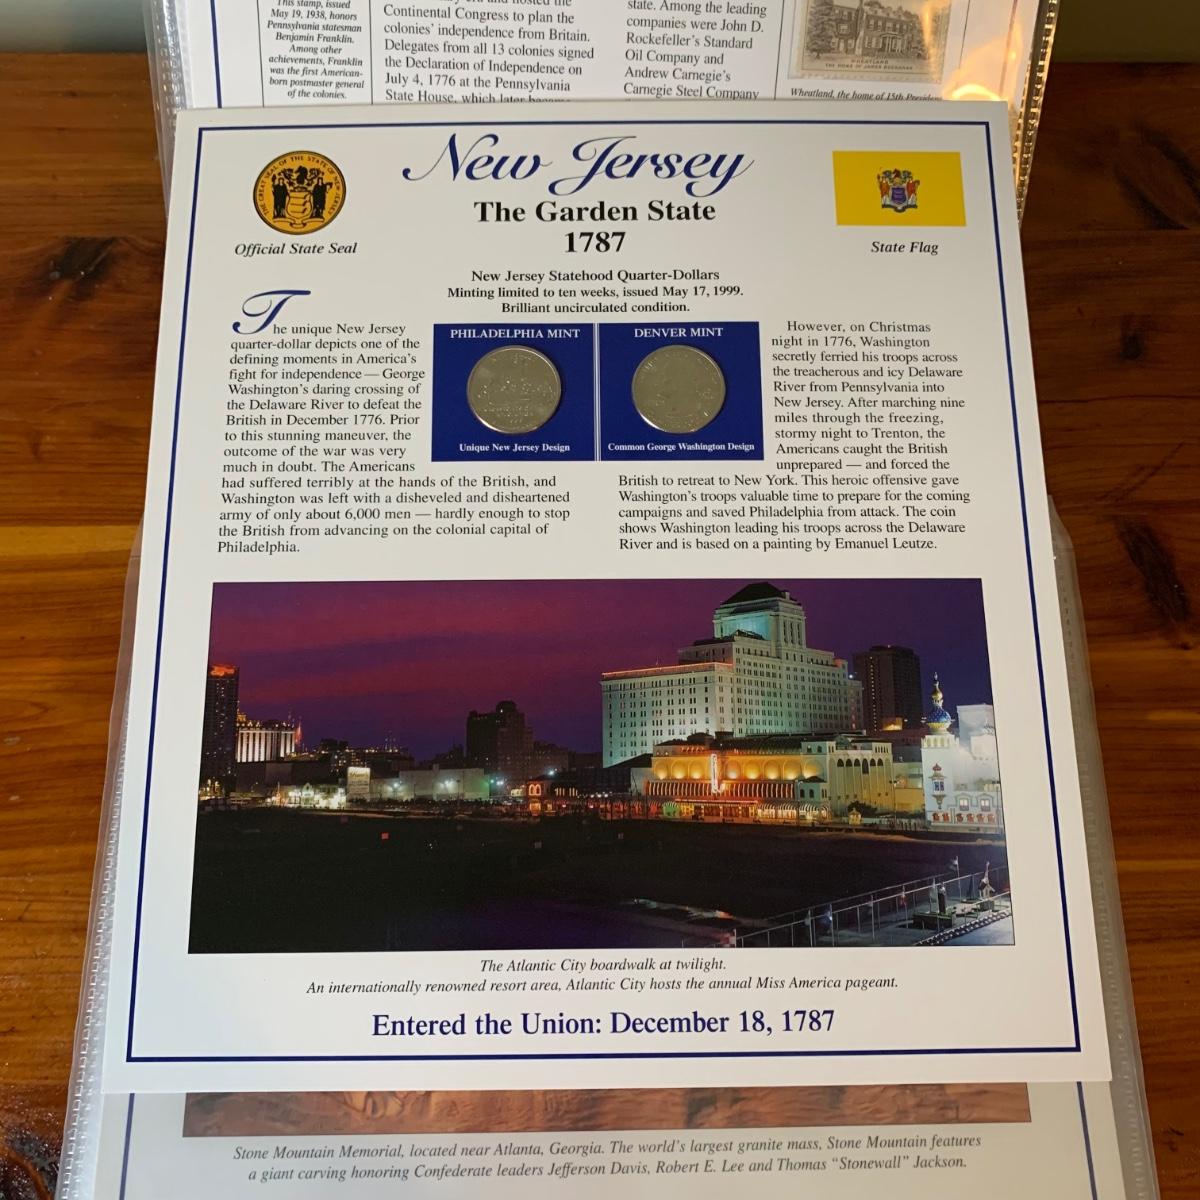 This stamp, issued
May 19, 1938, honors
Pennsylvania statesman
Benjamin Franklin.
Among other
achievements, Franklin
was the first American-
born postmaster general
of the colonies.
Continental Congress to plan the
colonies' independence from Britain.
Delegates from all 13 colonies signed
the Declaration of Independence on
July 4, 1776 at the Pennsylvania
State House, which later became
state. Among the leading
companies were John D.
Rockefeller's Standard
Oil Company and
Andrew Carnegie's
Carnegie Steel Company
WHEATLAND
THE HOME OF JAMES BUCHANAN
Wheatland, the home of 15th President
New Jersey
The Garden State
1787
THE GREAT SEAL OF THE STATE OF NEW JERSEY
Official State Seal
State Flag
New Jersey Statehood Quarter-Dollars
Minting limited to ten weeks, issued May 17, 1999.
Brilliant uncirculated condition.
The unique New Jersey
quarter-dollar depicts one of the
defining moments in America's
fight for independence — George
Washington's daring crossing of
the Delaware River to defeat the
British in December 1776. Prior
to this stunning maneuver, the
outcome of the war was very
much in doubt. The Americans
had suffered terribly at the hands of the British, and
Washington was left with a disheveled and disheartened
army of only about 6,000 men — hardly enough to stop
the British from advancing on the colonial capital of
Philadelphia.
PHILADELPHIA MINT
Unique New Jersey Design
DENVER MINT
Common George Washington Design
However, on Christmas
night in 1776, Washington
secretly ferried his troops across
the treacherous and icy Delaware
River from Pennsylvania into
New Jersey. After marching nine
miles through the freezing,
stormy night to Trenton, the
Americans caught the British
unprepared — and forced the
British to retreat to New York. This heroic offensive gave
Washington's troops valuable time to prepare for the coming
campaigns and saved Philadelphia from attack. The coin
shows Washington leading his troops across the Delaware
River and is based on a painting by Emanuel Leutze.
The Atlantic City boardwalk at twilight.
An internationally renowned resort area, Atlantic City hosts the annual Miss America pageant.
Entered the Union: December 18, 1787
Stone Mountain Memorial, located near Atlanta, Georgia. The world's largest granite mass, Stone Mountain features
a giant carving honoring Confederate leaders Jefferson Davis, Robert E. Lee and Thomas "Stonewall" Jackson.